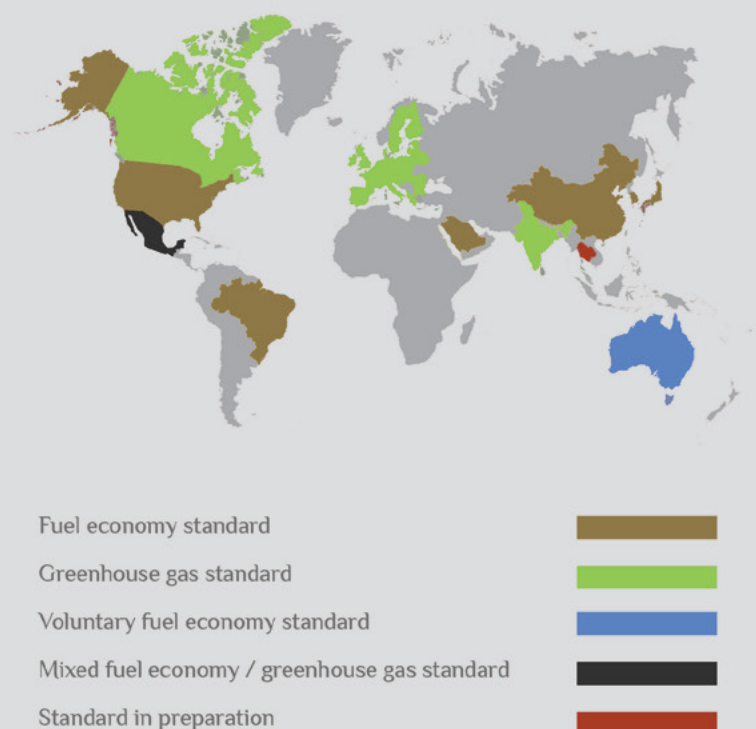 Fuel economy standard
Greenhouse gas standard
Voluntary fuel economy standard
Mixed fuel economy / greenhouse gas standard
Standard in preparation